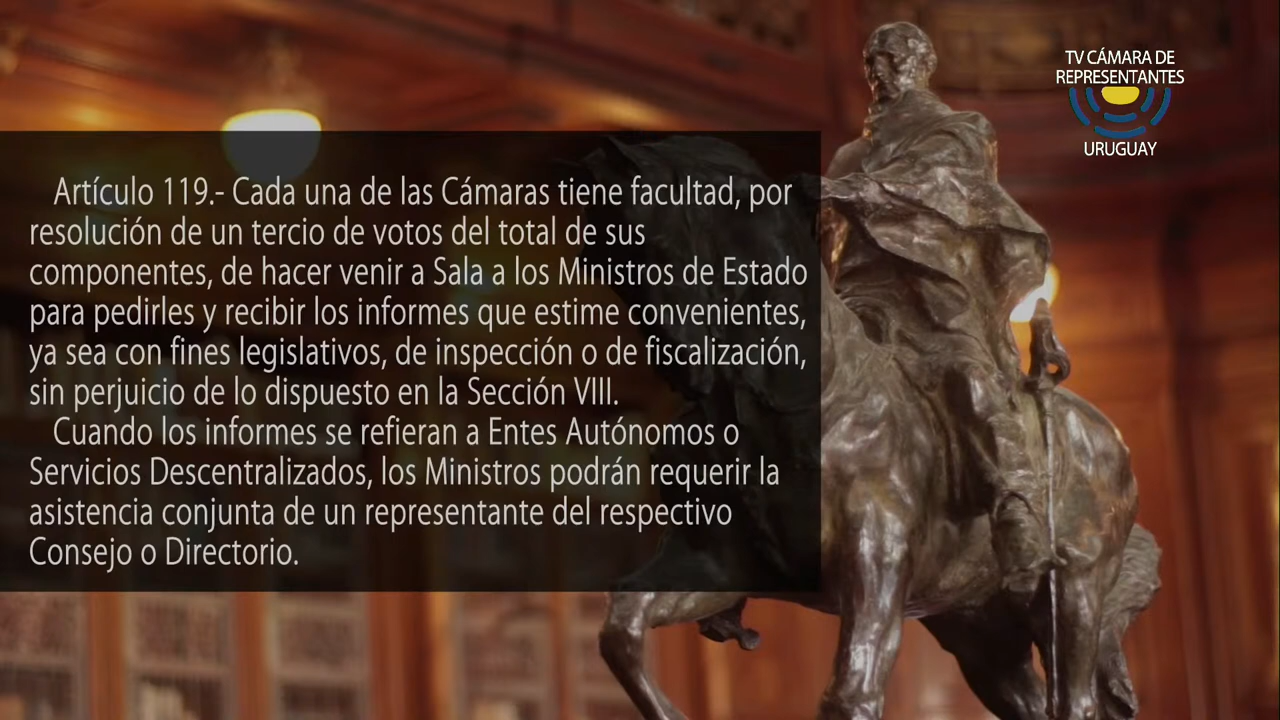 TV CÁMARA DE
REPRESENTANTES
URUGUAY
Artículo 119.- Cada una de las Cámaras tiene facultad, por
resolución de un tercio de votos del total de sus
componentes, de hacer venir a Sala a los Ministros de Estado
para pedirles y recibir los informes que estime convenientes,
ya sea con fines legislativos, de inspección o de fiscalización,
sin perjuicio de lo dispuesto en la Sección VIII.
Cuando los informes se refieran a Entes Autónomos o
Servicios Descentralizados, los Ministros podrán requerir la
asistencia conjunta de un representante del respectivo
Consejo o Directorio.